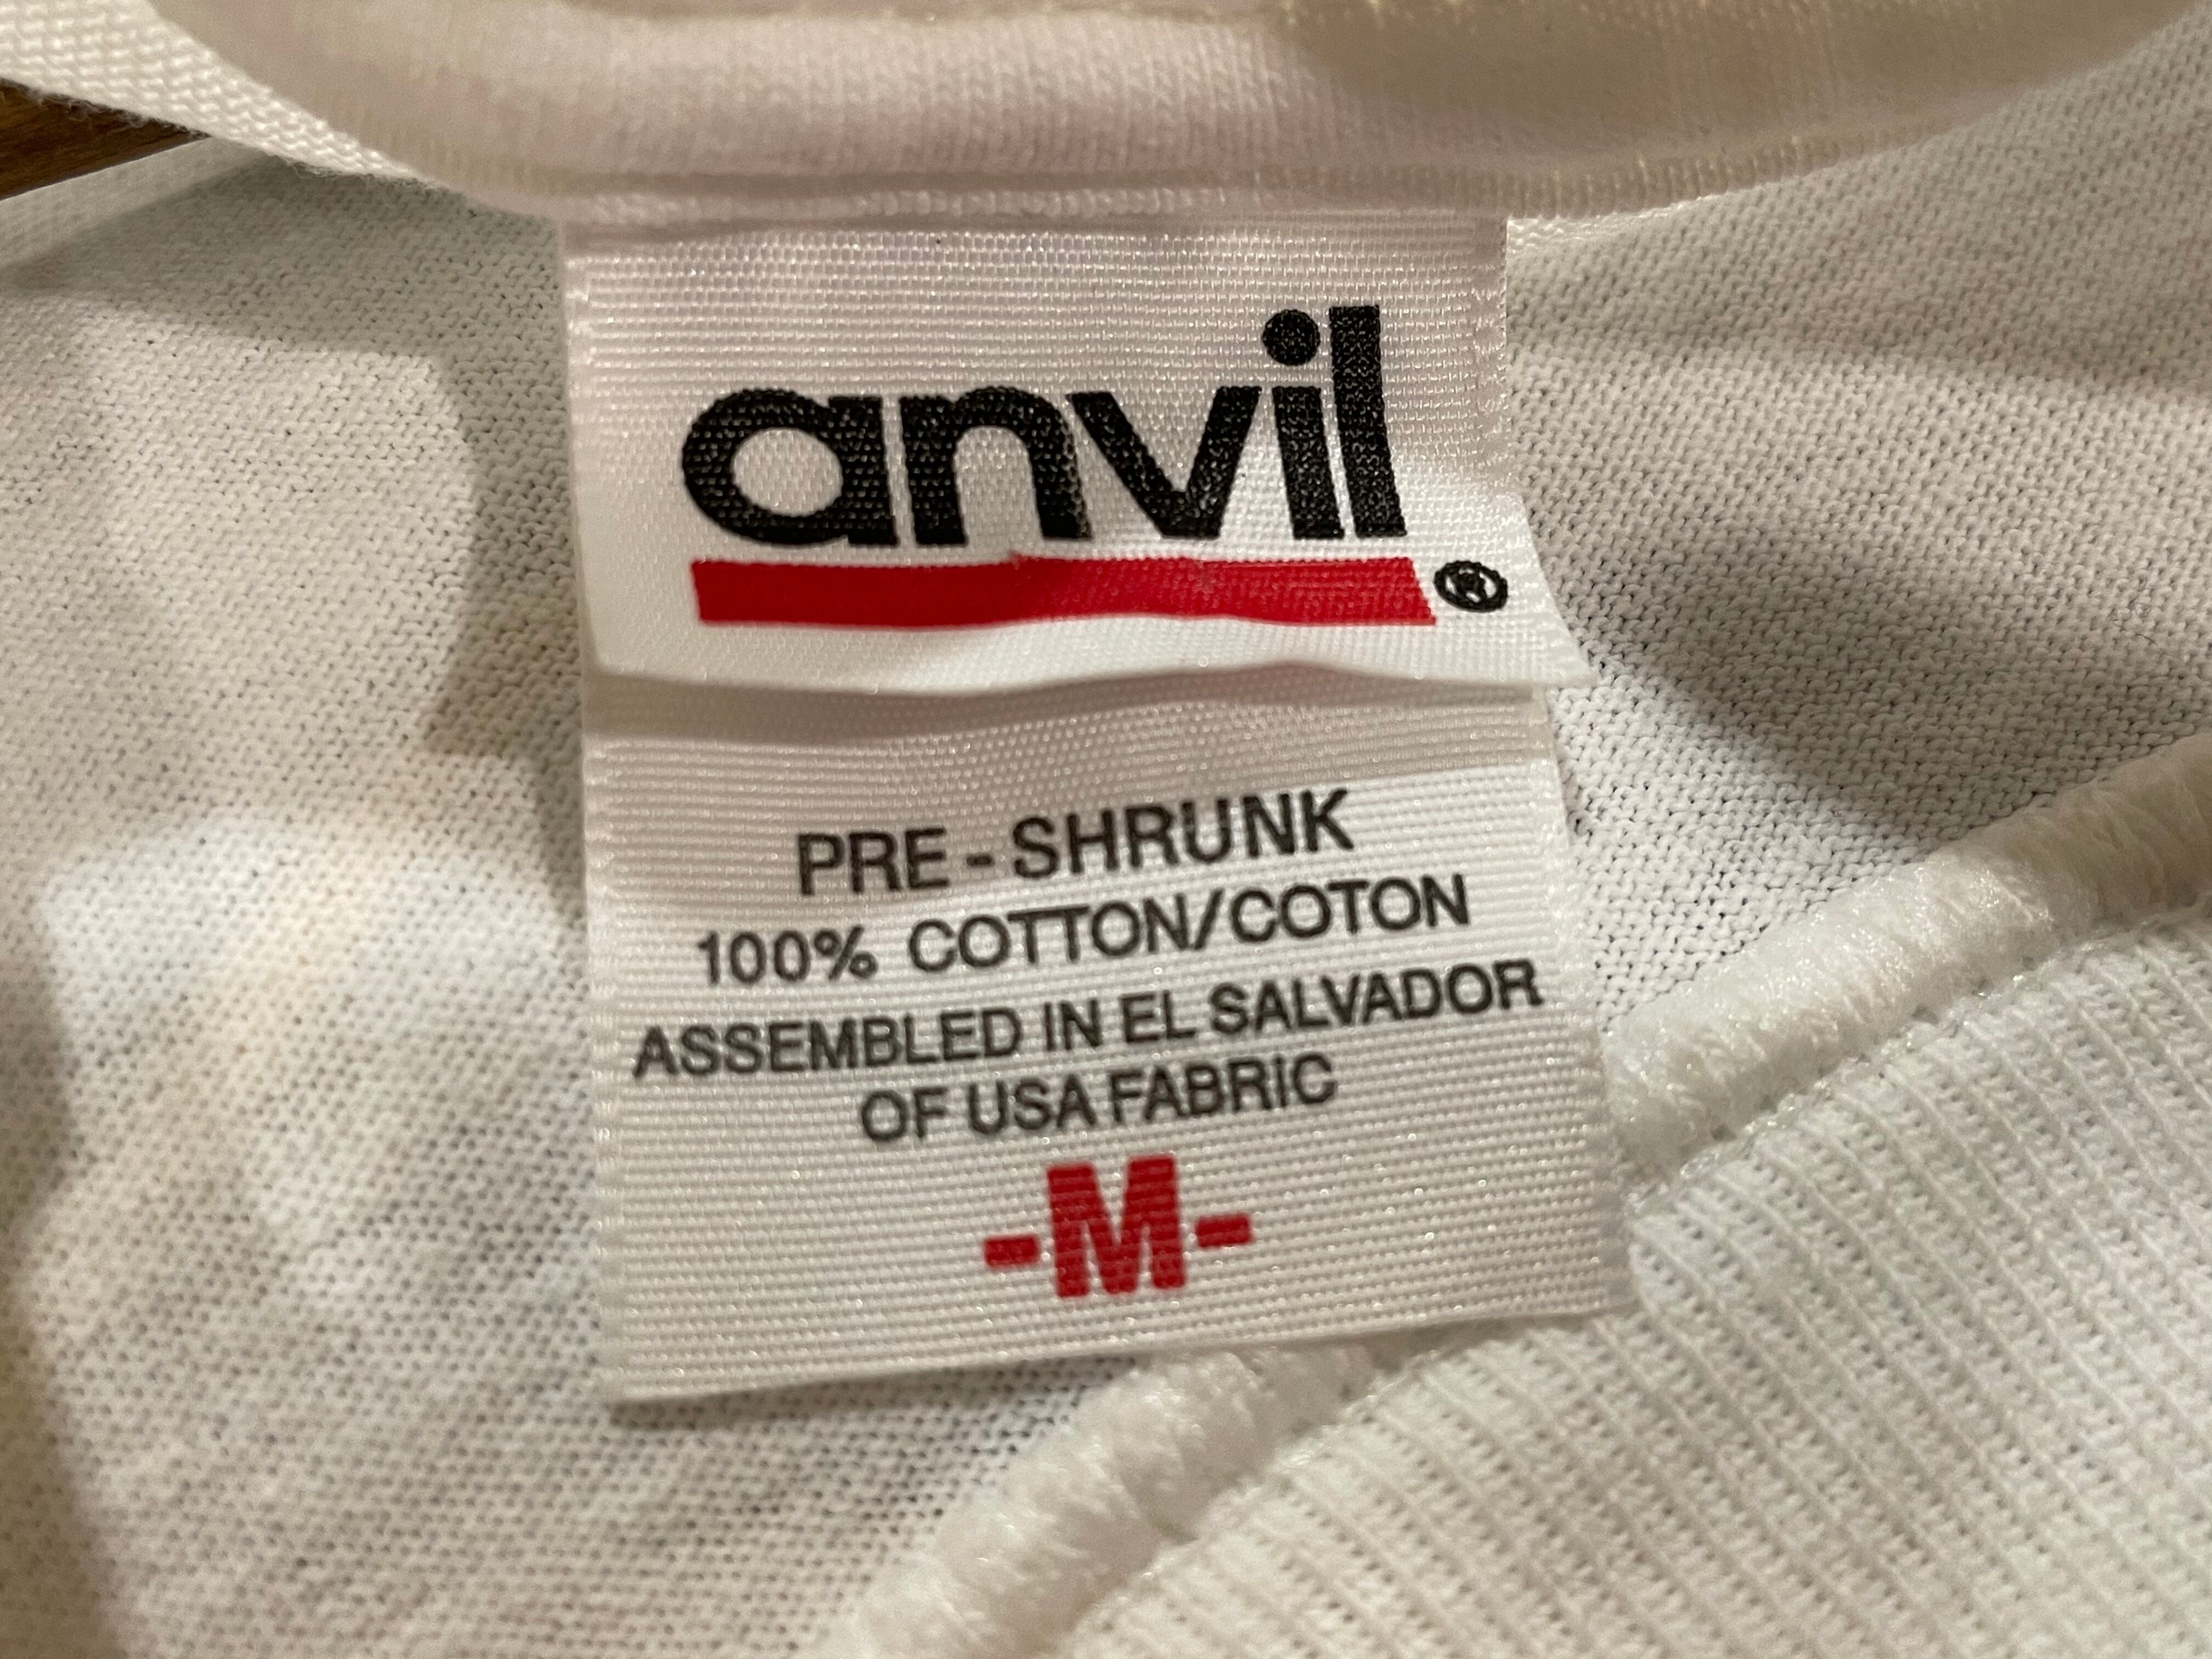 anvil®
PRE-SHRUNK
100% COTTON/COTON
ASSEMBLED IN EL SALVADOR
OF USA FABRIC
-M-